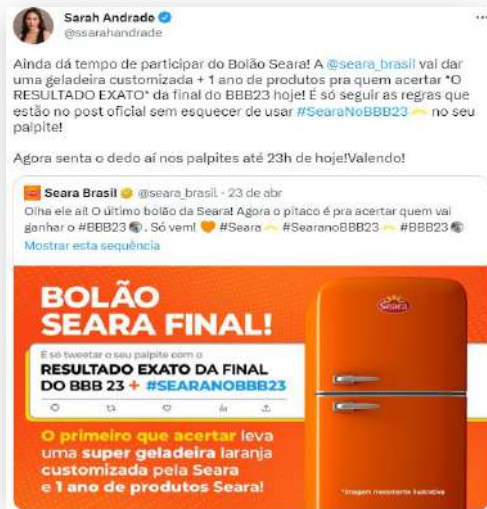 Sarah Andrade
@ssarahandrade
Ainda dá tempo de participar do Bolão Seara! A @seara_brasil vai dar
uma geladeira customizada + 1 ano de produtos pra quem acertar *O
RESULTADO EXATO* da final do BBB23 hoje! É só seguir as regras que
estão no post oficial sem esquecer de usar #SearaNoBBB23 no seu
palpite!
Agora senta o dedo aí nos palpites até 23h de hoje!Valendo!
Seara Brasil @seara_brasil · 23 de abr
Olha ele aí! O último bolão da Seara! Agora o pitaco é pra acertar quem vai
ganhar o #BBB23. Só vem! 🧡 #Seara #SearanoBBB23 #BBB23
Mostrar esta sequência
BOLÃO
SEARA FINAL!
É só tweetar o seu palpite com o
RESULTADO EXATO DA FINAL
DO BBB 23 + #SEARANOBBB23
O primeiro que acertar leva
uma super geladeira laranja
customizada pela Seara
e 1 ano de produtos Seara!
Seara
*Imagem meramente ilustrativa